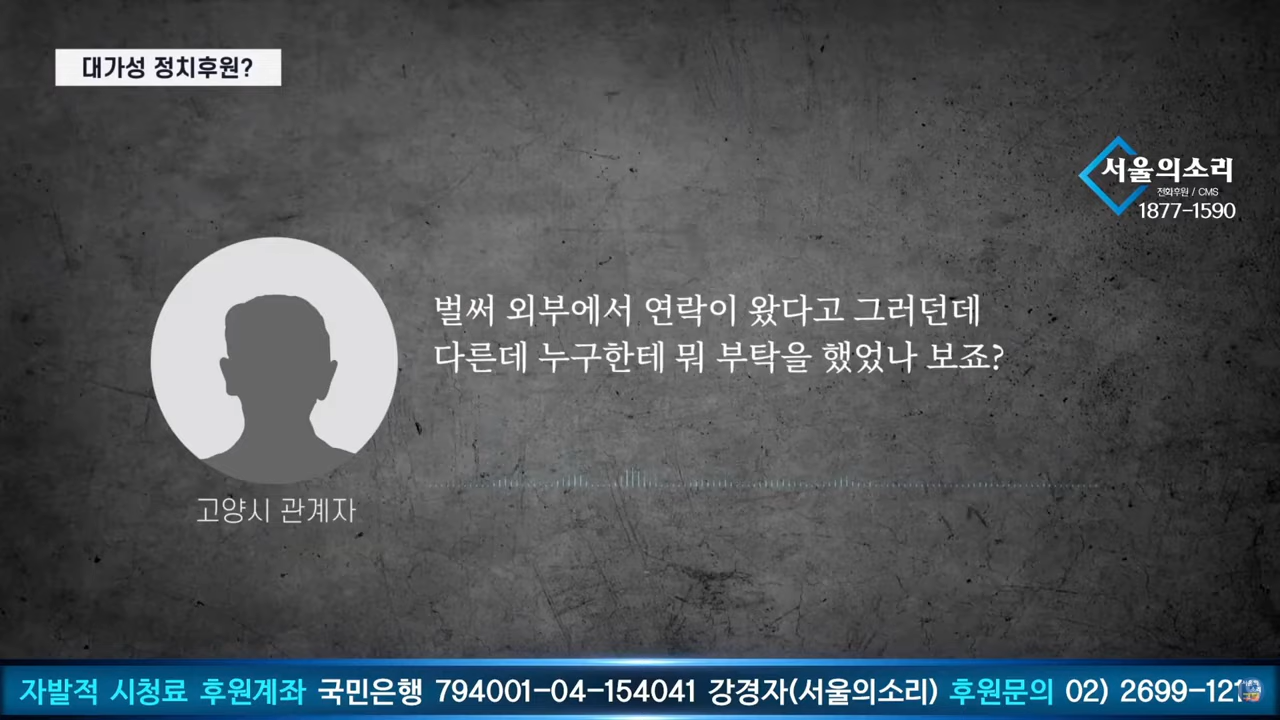 대가성 정치후원?
서울의소리
전화후원 / CMS
1877-1590
벌써 외부에서 연락이 왔다고 그러던데
다른데 누구한테 뭐 부탁을 했었나 보죠?
고양시 관계자
자발적 시청료 후원계좌 국민은행 794001-04-154041 강경자(서울의소리) 후원문의 02)